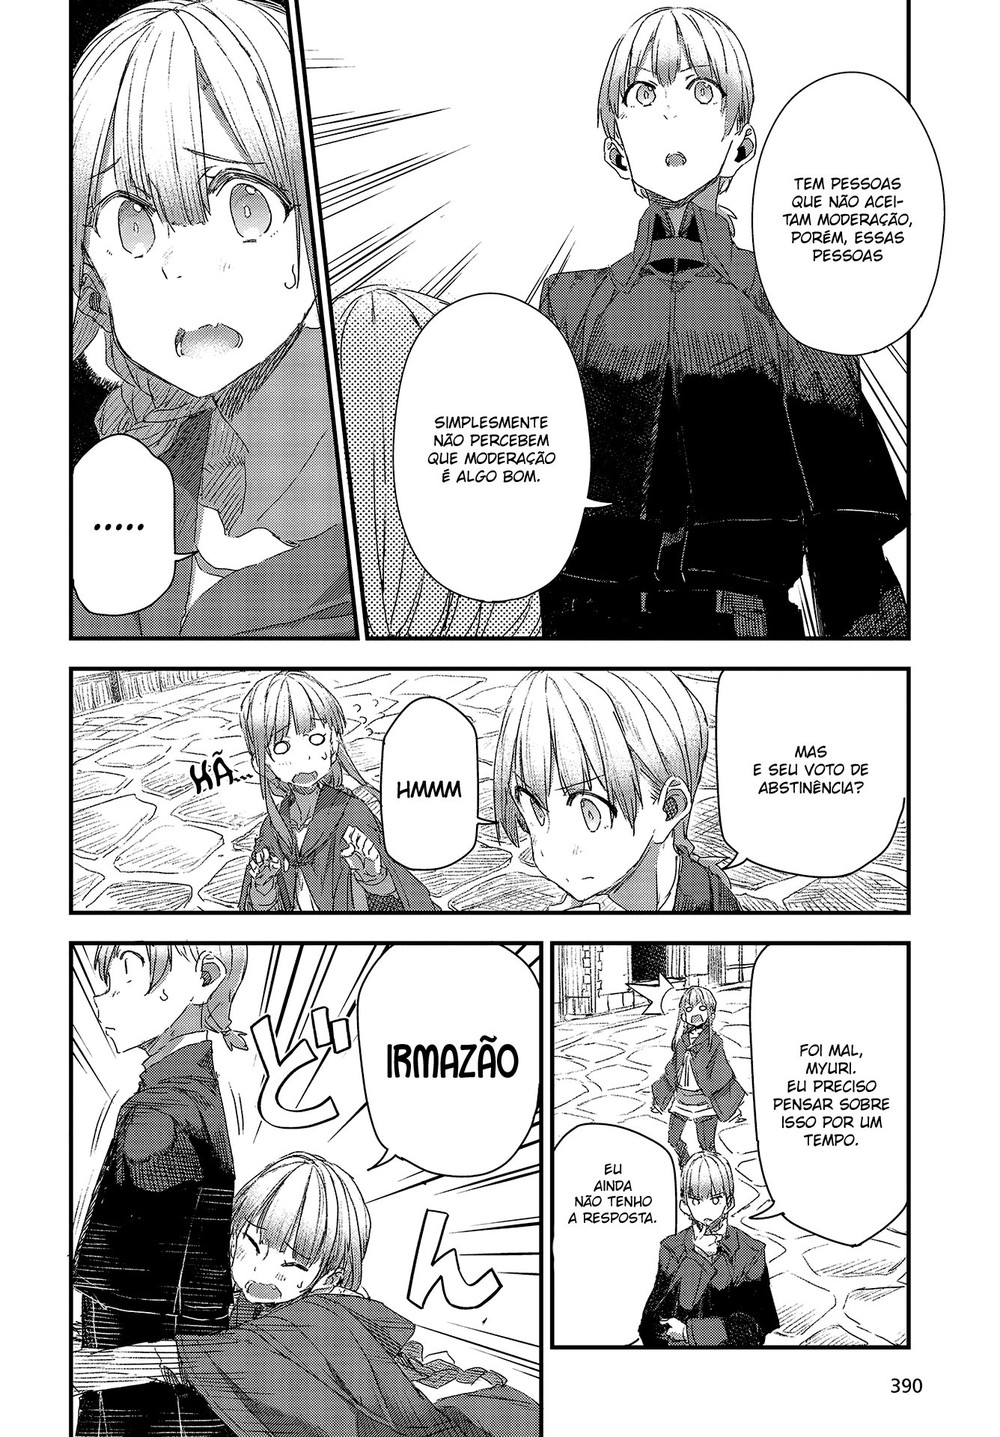 TEM PESSOAS
QUE NÃO ACEI-
TAM MODERAÇÃO,
PORÉM, ESSAS
PESSOAS
SIMPLESMENTE
NÃO PERCEBEM
QUE MODERAÇÃO
É ALGO BOM.
.....
MAS
E SEU VOTO DE
ABSTINÊNCIA?
HMMM
HÃ...
FOI MAL,
MYURI.
EU PRECISO
PENSAR SOBRE
ISSO POR UM
TEMPO.
EU
AINDA
NÃO TENHO
A RESPOSTA.
IRMAZÃO
どん
390